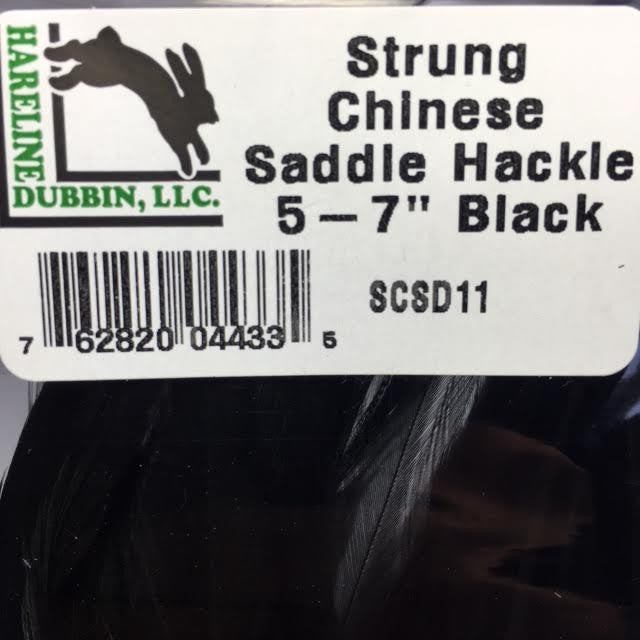 HARELINE
DUBBIN, LLC.
Strung
Chinese
Saddle Hackle
5-7" Black
SCSD11
7 62820 04433 5